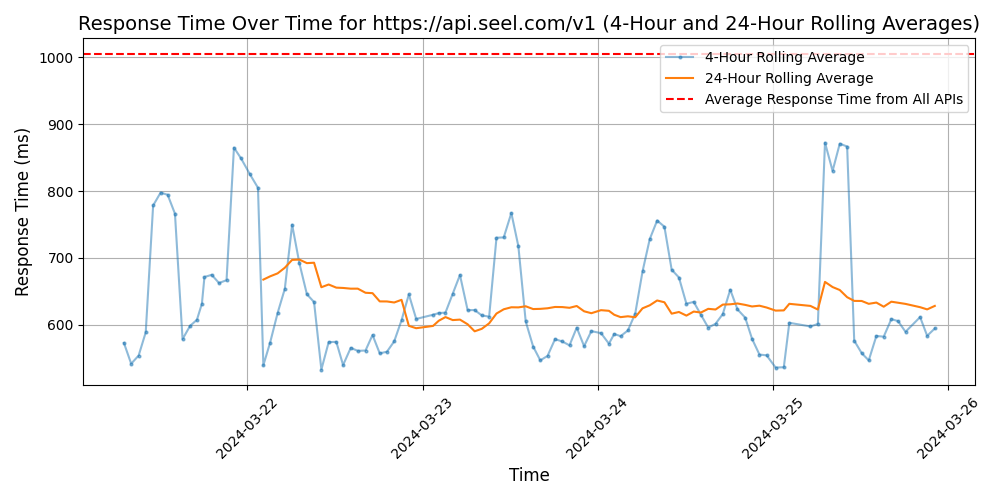 Response Time Over Time for https://api.seel.com/v1 (4-Hour and 24-Hour Rolling Averages)
4-Hour Rolling Average
24-Hour Rolling Average
Average Response Time from All APIs
Response Time (ms)
1000
900
800
700
600
2024-03-22
2024-03-23
2024-03-24
2024-03-25
2024-03-26
Time